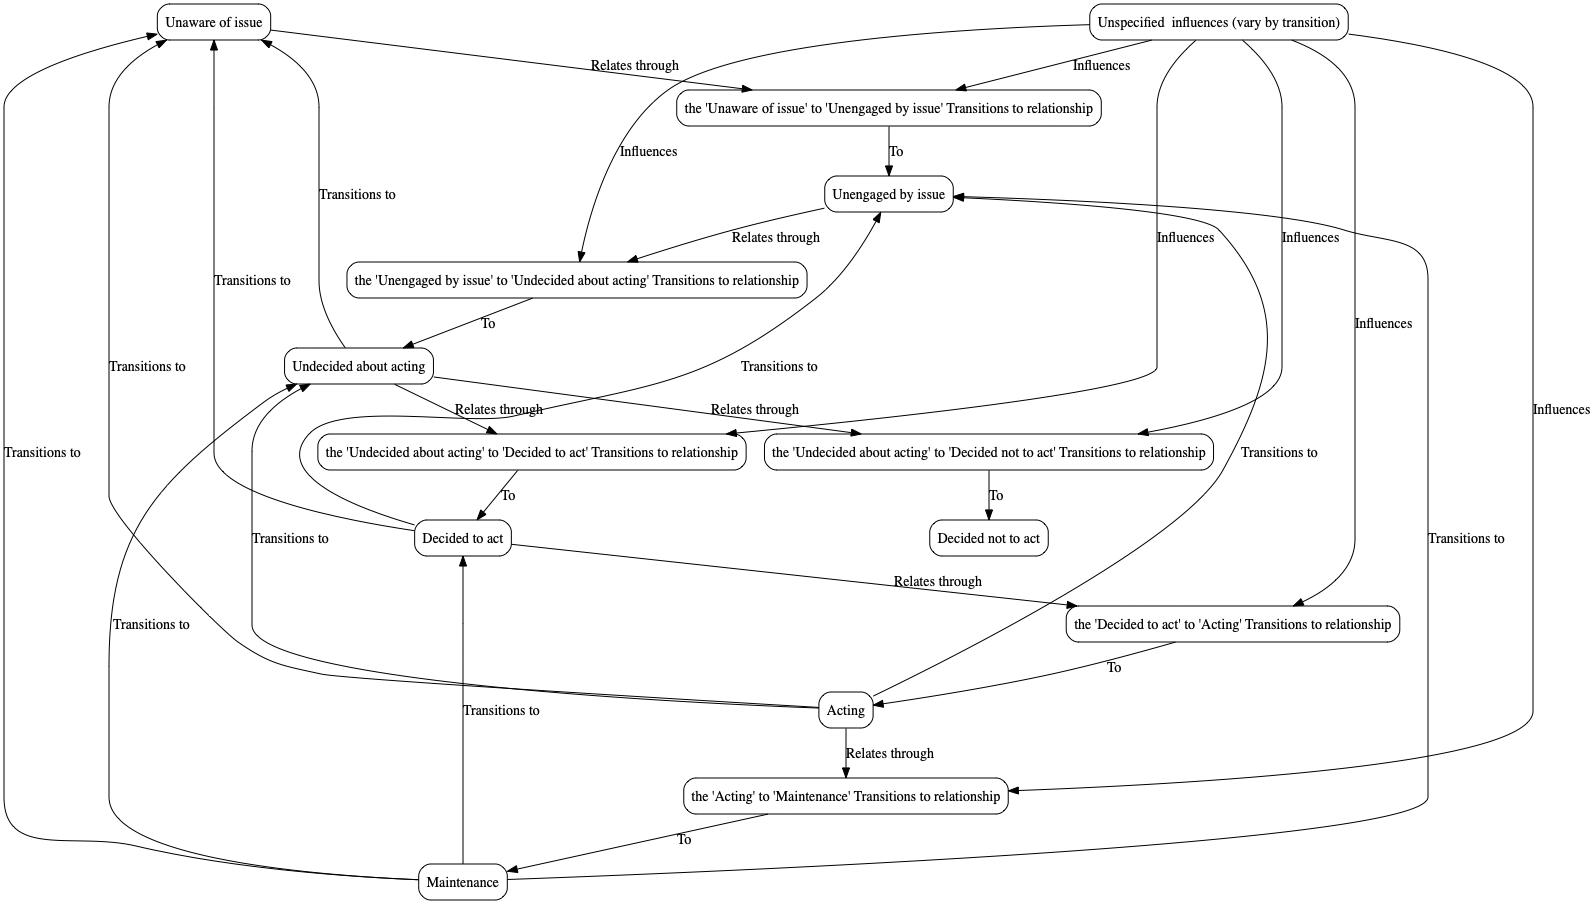 Unaware of issue
Unspecified  influences (vary by transition)
Relates through
Influences
the 'Unaware of issue' to 'Unengaged by issue' Transitions to relationship
Influences
To
Transitions to
Unengaged by issue
Relates through
Influences
Influences
Transitions to
the 'Unengaged by issue' to 'Undecided about acting' Transitions to relationship
To
Influences
Transitions to
Undecided about acting
Transitions to
Relates through
Relates through
Influences
Transitions to
the 'Undecided about acting' to 'Decided to act' Transitions to relationship
the 'Undecided about acting' to 'Decided not to act' Transitions to relationship
Transitions to
To
To
Transitions to
Decided to act
Decided not to act
Transitions to
Relates through
Transitions to
the 'Decided to act' to 'Acting' Transitions to relationship
To
Transitions to
Acting
Relates through
the 'Acting' to 'Maintenance' Transitions to relationship
To
Maintenance